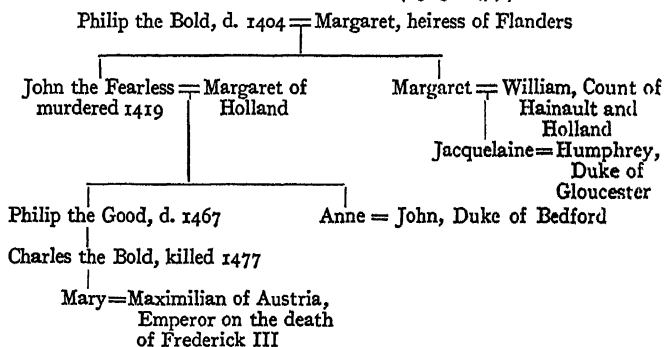 Philip the Bold, d. 1404 = Margaret, heiress of Flanders
John the Fearless = Margaret of
murdered 1419
Holland
Margaret = William, Count of
Hainault and
Holland
Jacquelaine = Humphrey,
Duke of
Gloucester
Philip the Good, d. 1467
Anne = John, Duke of Bedford
Charles the Bold, killed 1477
Mary = Maximilian of Austria,
Emperor on the death
of Frederick III